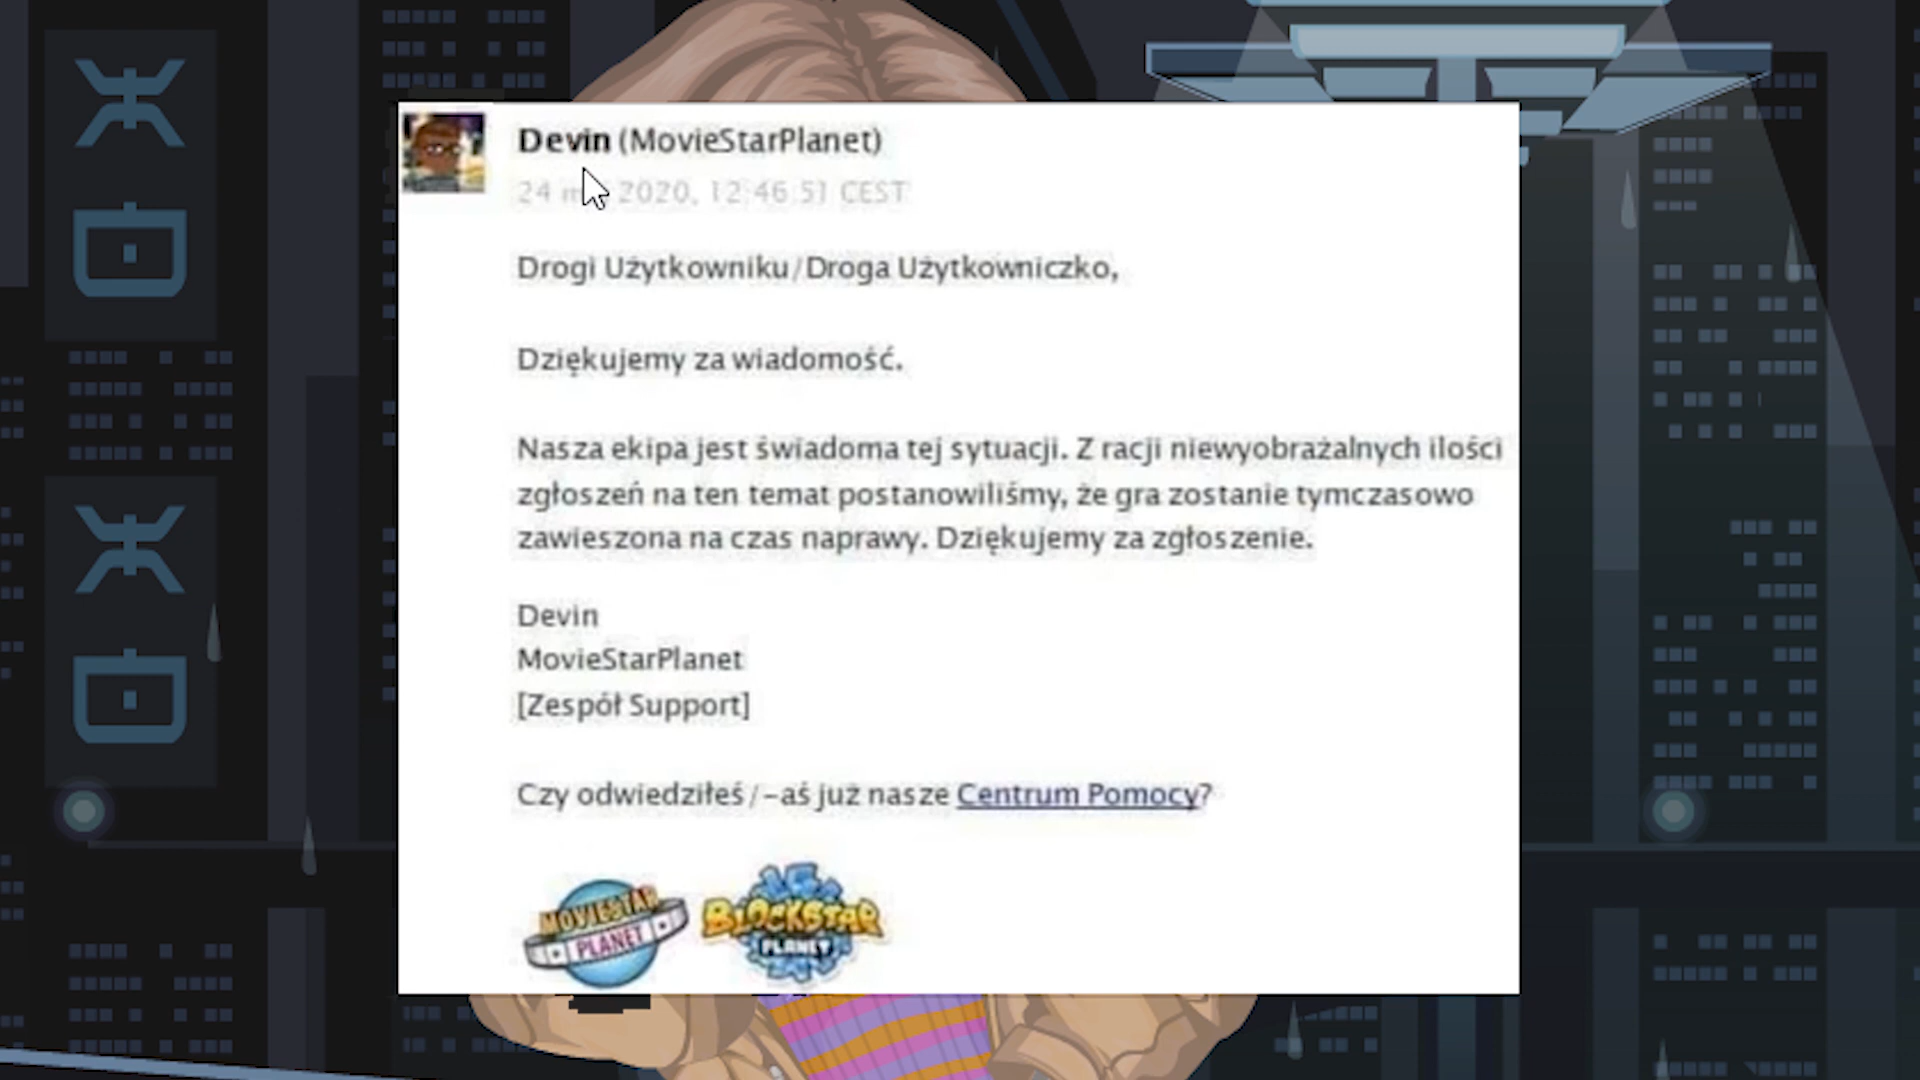 Devin (MovieStarPlanet)
24 2020, 12:46:51 CEST
Drogi Użytkowniku/Droga Użytkowniczko,
Dziękujemy za wiadomość.
Nasza ekipa jest świadoma tej sytuacji. Z racji niewyobrażalnych ilości
zgłoszeń na ten temat postanowiliśmy, że gra zostanie tymczasowo
zawieszona na czas naprawy. Dziękujemy za zgłoszenie.
Devin
MovieStarPlanet
[Zespół Support]
Czy odwiedziłeś/-aś już nasze Centrum Pomocy?
MOVIESTAR
PLANET
BLOCKSTAR
PLANET